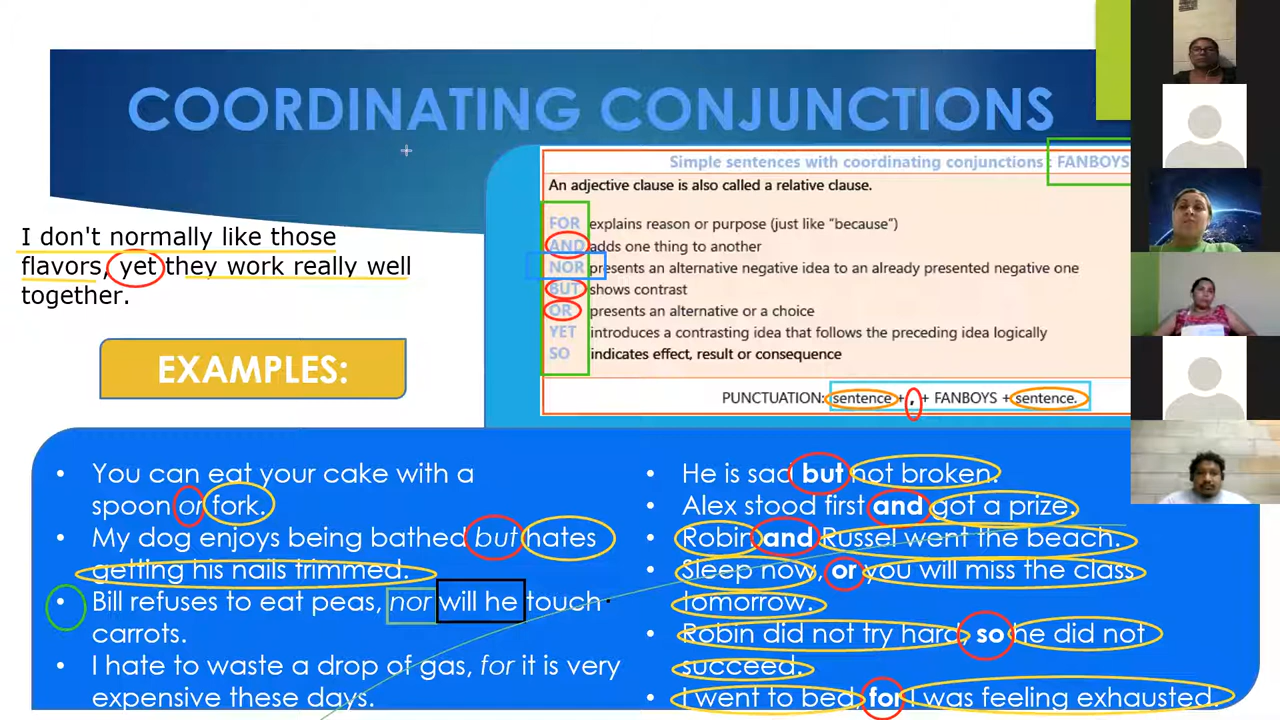 COORDINATING CONJUNCTIONS
Simple sentences with coordinating conjunctions : FANBYS
An adjective clause is also called a relative clause.
FOR explains reason or purpose (just like "because")
AND adds one thing to another
NOR presents an alternative negative idea to an already presented negative one
BUT shows contrast
OR presents an alternative or a choice
YET introduces a contrasting idea that follows the preceding idea logically
SO indicates effect, result or consequence
PUNCTUATION: sentence + , + FANBOYS + sentence.
I don't normally like those
flavors, yet they work really well
together.
EXAMPLES:
• You can eat your cake with a
spoon or fork.
• My dog enjoys being bathed but hates
getting his nails trimmed.
• Bill refuses to eat peas, nor will he touch
carrots.
• I hate to waste a drop of gas, for it is very
expensive these days.
• He is sad but not broken.
• Alex stood first and got a prize.
• Robin and Russel went the beach.
• Sleep now, or you will miss the class
tomorrow.
• Robin did not try hard, so he did not
succeed.
• I went to bed, for I was feeling exhausted.